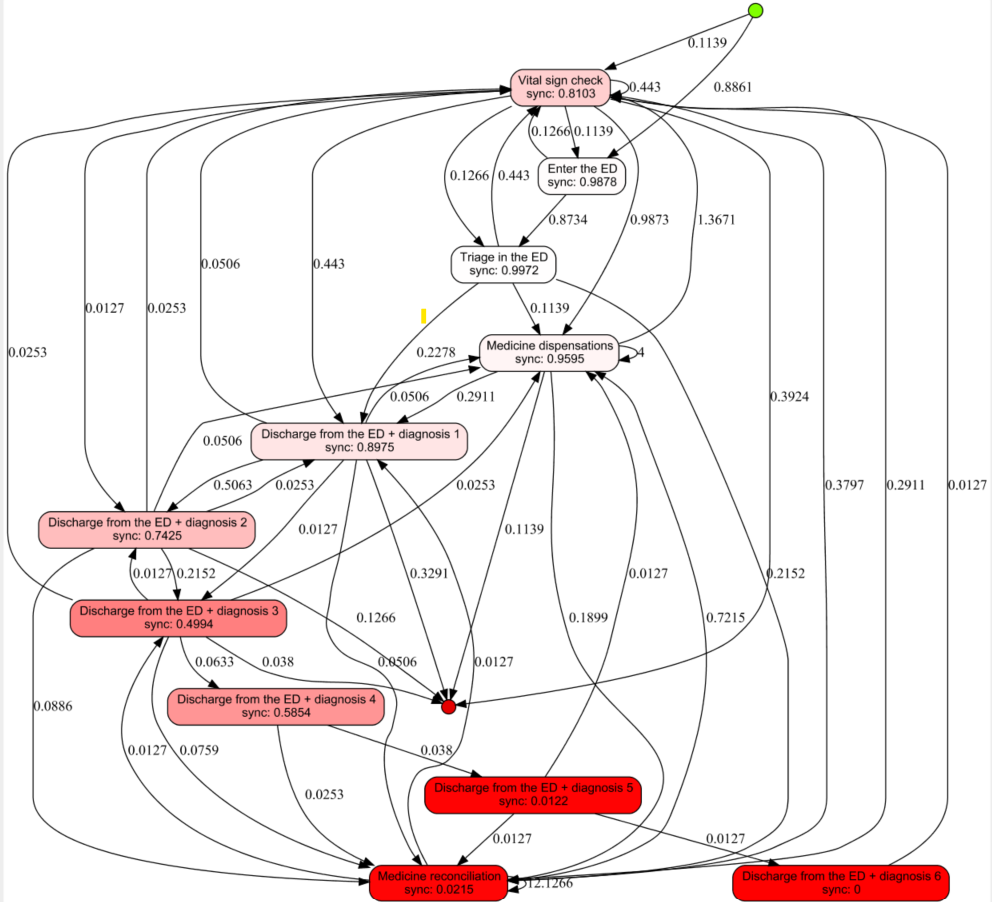 0.1139
Vital sign check
sync: 0.8103
0.443
0.8861
0.1266
0.1139
Enter the ED
sync: 0.9878
0.1266
0.443
0.8734
0.9873
1.3671
Triage in the ED
sync: 0.9972
0.0506
0.443
0.0127
0.0253
0.1139
0.0253
0.2278
Medicine dispensations
sync: 0.9595
4
0.0506
0.2911
0.3924
Discharge from the ED + diagnosis 1
sync: 0.8975
0.0506
0.5063
0.0253
0.0253
0.3797
0.2911
0.0127
Discharge from the ED + diagnosis 2
sync: 0.7425
0.0127
0.1139
0.0127
0.2152
0.3291
0.0127
0.2152
Discharge from the ED + diagnosis 3
sync: 0.4994
0.1266
0.1899
0.7215
0.0633
0.038
0.0506
0.0127
Discharge from the ED + diagnosis 4
sync: 0.5854
0.0886
0.0127
0.0759
0.038
Discharge from the ED + diagnosis 5
sync: 0.0122
0.0253
0.0127
0.0127
Medicine reconciliation
sync: 0.0215
12.1266
Discharge from the ED + diagnosis 6
sync: 0